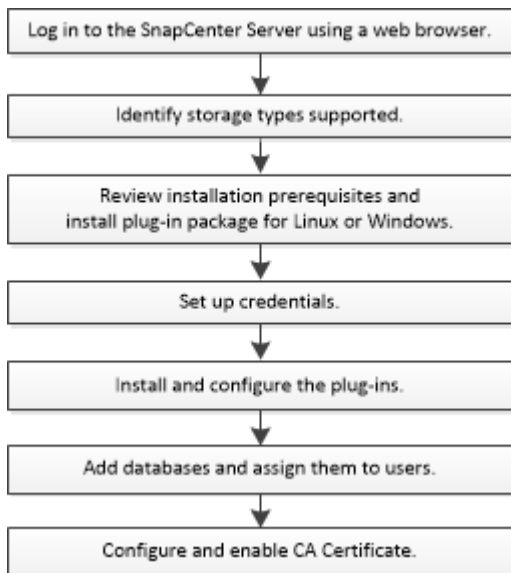 Log in to the SnapCenter Server using a web browser.
Identify storage types supported.
Review installation prerequisites and
install plug-in package for Linux or Windows.
Set up credentials.
Install and configure the plug-ins.
Add databases and assign them to users.
Configure and enable CA Certificate.